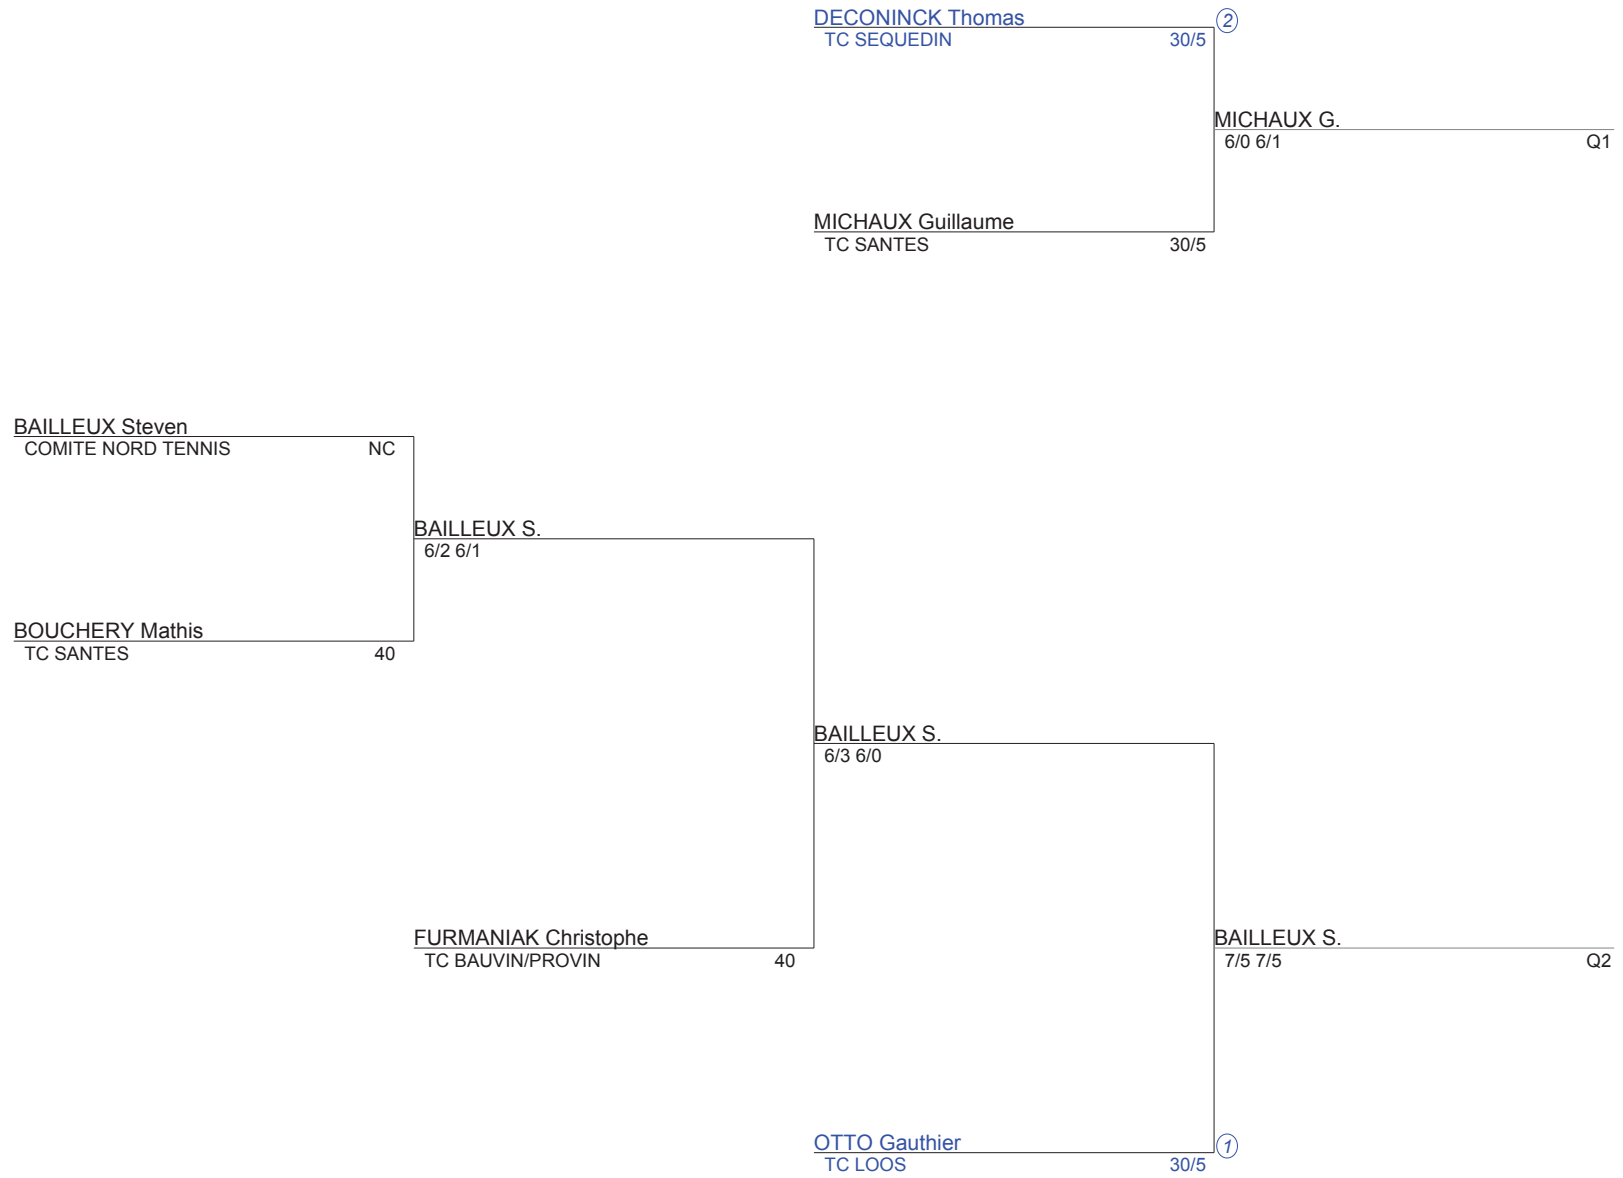 DECONINCK Thomas 2
TC SEQUEDIN 30/5
MICHAUX G.
6/0 6/1 Q1
MICHAUX Guillaume
TC SANTES 30/5
BAILLEUX Steven
COMITE NORD TENNIS NC
BAILLEUX S.
6/2 6/1
BOUCHERY Mathis
TC SANTES 40
BAILLEUX S.
6/3 6/0
FURMANIAK Christophe
TC BAUVIN/PROVIN 40
BAILLEUX S.
7/5 7/5 Q2
OTTO Gauthier 1
TC LOOS 30/5